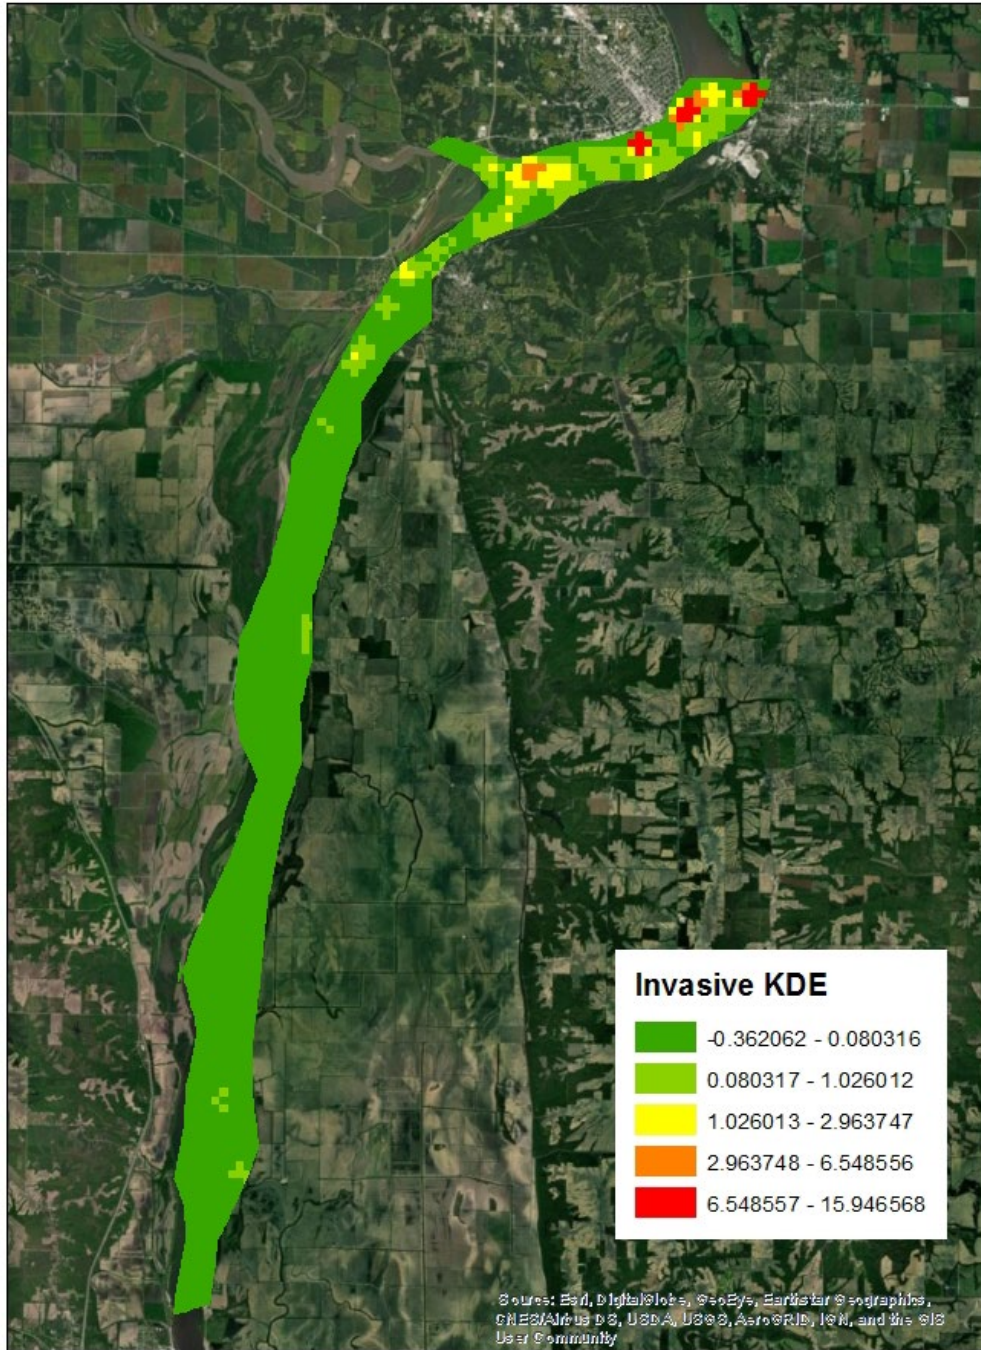 Invasive KDE
-0.362062 - 0.080316
0.080317 - 1.026012
1.026013 - 2.963747
2.963748 - 6.548556
6.548557 - 15.946568
Source: Esri, DigitalGlobe, GeoEye, Earthstar Geographics,
CNES/Airbus DS, USDA, USGS, AeroGRID, IGN, and the GIS
User Community